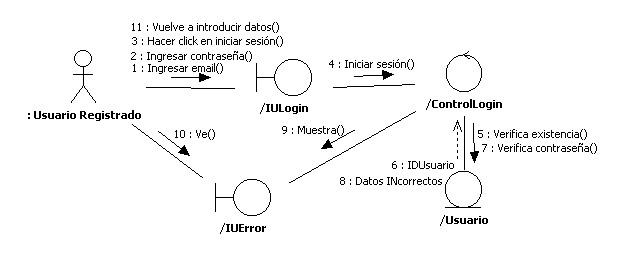 11 : Vuelve a introducir datos()
3 : Hacer click en iniciar sesión()
2 : Ingresar contraseña()
1 : Ingresar email()
4 : Iniciar sesión()
/IULogin
/ControlLogin
: Usuario Registrado
10 : Ve()
9 : Muestra()
5 : Verifica existencia()
7 : Verifica contraseña()
6 : IDUsuario
8 : Datos INcorrectos
/Usuario
/IUError